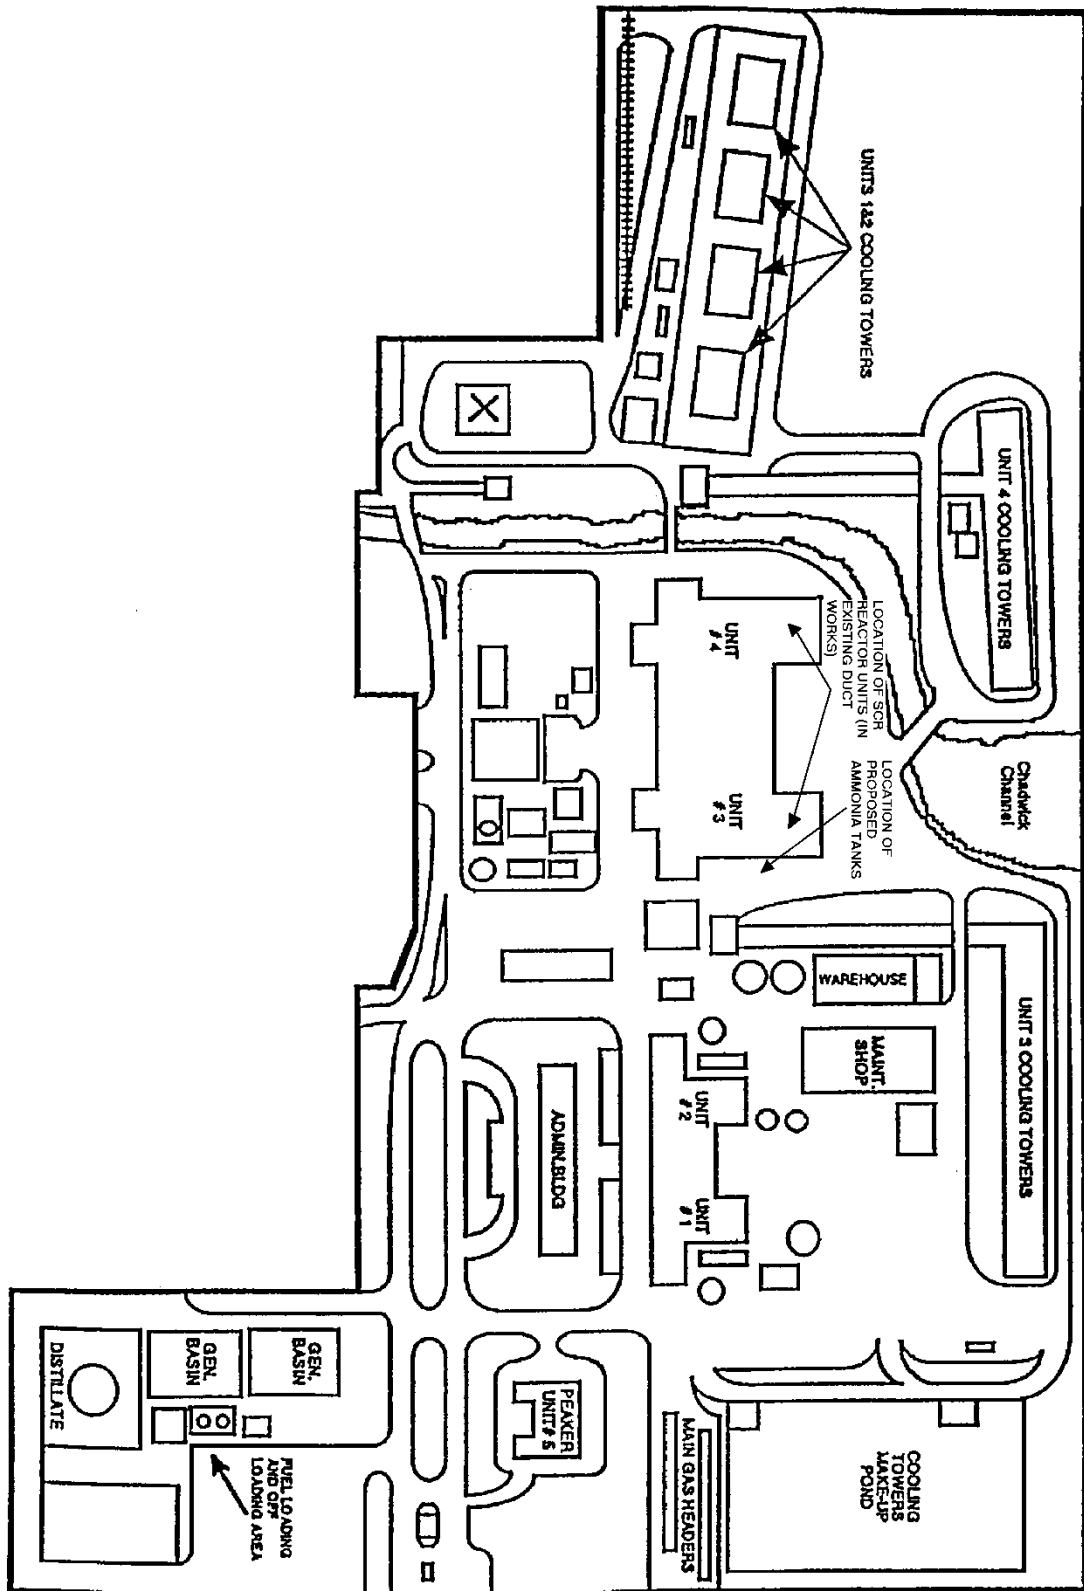 UNITS 1&2 COOLING TOWERS
UNIT 4 COOLING TOWERS
UNIT
#4
LOCATION OF SCR
REACTOR UNITS (IN
EXISTING DUCT
WORKS)
Chadwick
Channel
UNIT
#3
LOCATION OF
PROPOSED
AMMONIA TANKS
WAREHOUSE
UNIT 3 COOLING TOWERS
MAINT.
SHOP
UNIT
#2
ADMIN.BLDG
UNIT
#1
GEN.
BASIN
GEN.
BASIN
DISTILLATE
PEAKER
UNIT# 5
MAIN GAS HEADERS
COOLING
TOWERS
MAKE-UP
POND
FUEL LOADING
AND OFF
LOADING AREA